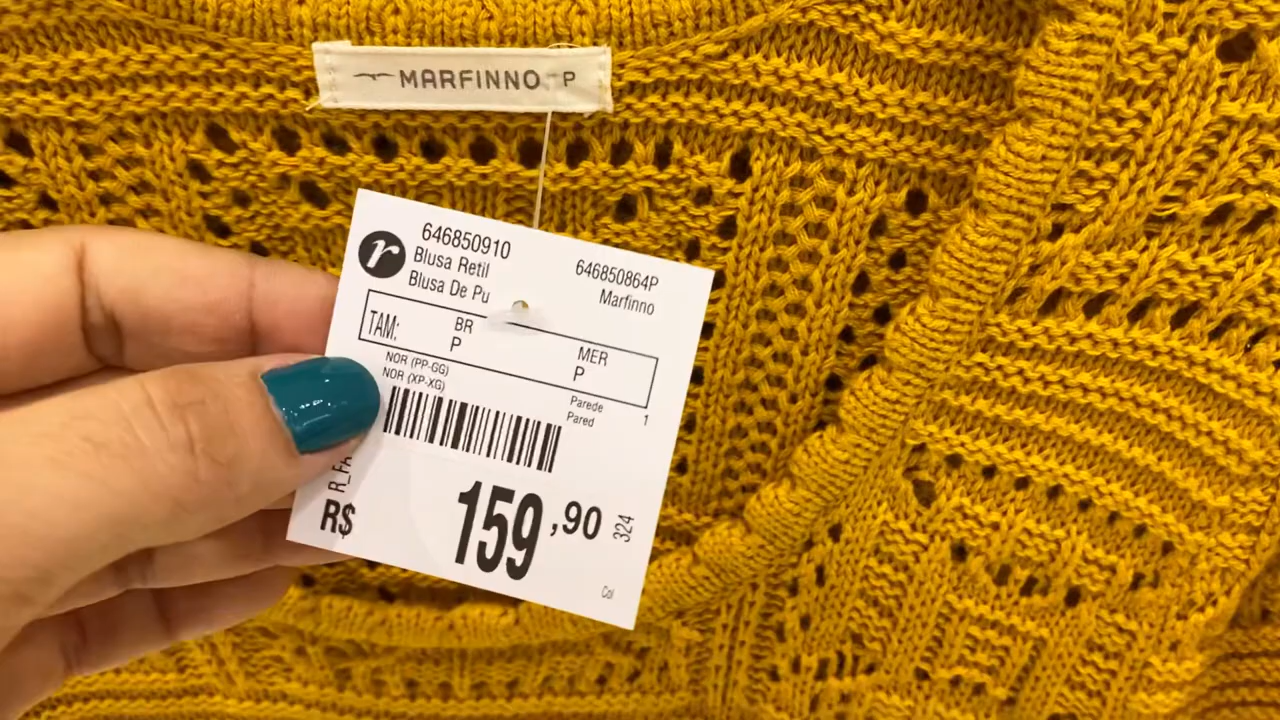 MARFINNO P
r
646850910
Blusa Retil
Blusa De Pu
646850864P
Marfinno
TAM:
BR
P
MER
P
NOR (PP-GG)
NOR (XP-XG)
Parede
Pared
1
R$ 159,90
324
Col